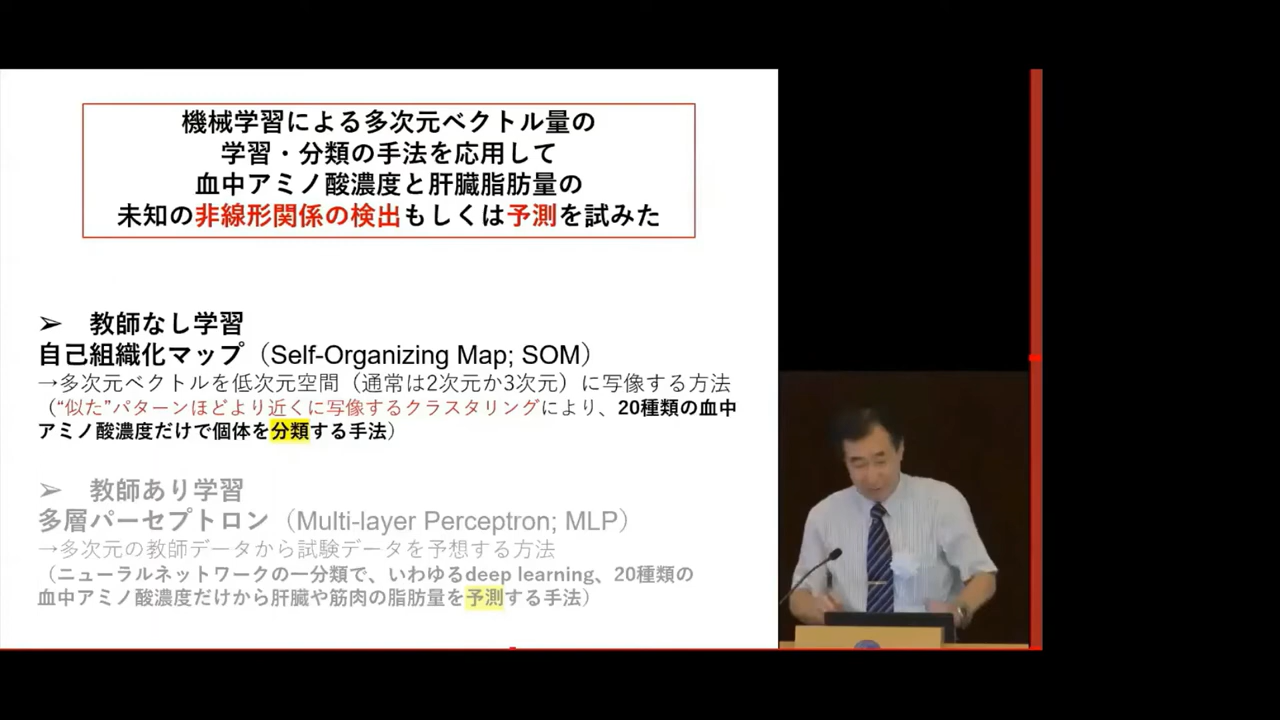 機械学習による多次元ベクトル量の
学習・分類の手法を応用して
血中アミノ酸濃度と肝臓脂肪量の
未知の非線形関係の検出もしくは予測を試みた
➢ 教師なし学習
自己組織化マップ（Self-Organizing Map; SOM）
→多次元ベクトルを低次元空間（通常は2次元か3次元）に写像する方法
（“似た”パターンほどより近くに写像するクラスタリングにより、20種類の血中
アミノ酸濃度だけで個体を分類する手法）
➢ 教師あり学習
多層パーセプトロン（Multi-layer Perceptron; MLP）
→多次元の教師データから試験データを予想する方法
（ニューラルネットワークの一分類で、いわゆるdeep learning、20種類の
血中アミノ酸濃度だけから肝臓や筋肉の脂肪量を予測する手法）